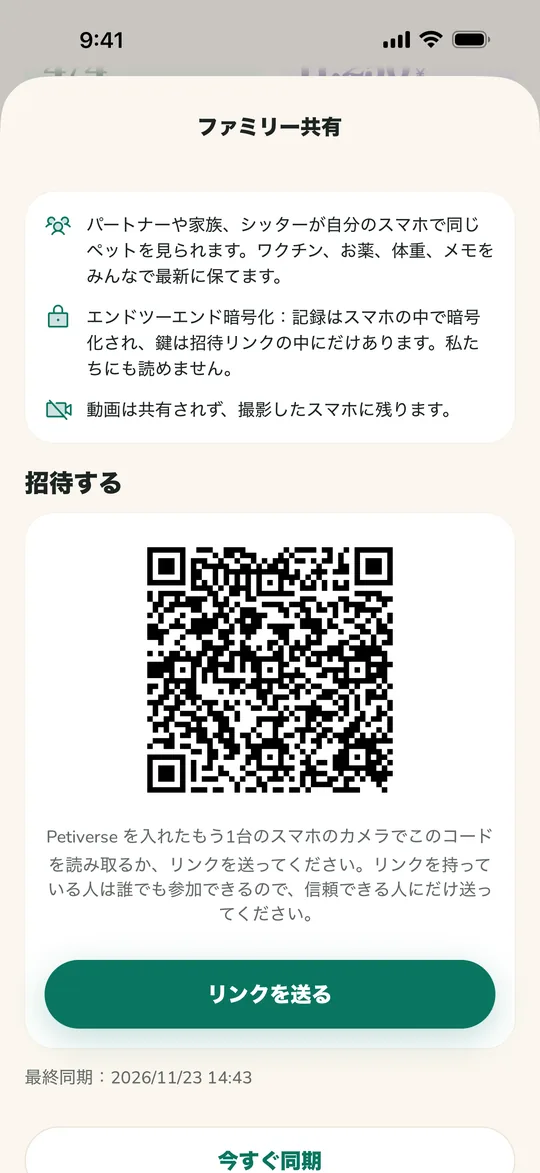 9:41
ファミリー共有
パートナーや家族、シッターが自分のスマホで同じ
ペットを見られます。ワクチン、お薬、体重、メモを
みんなで最新に保てます。
エンドツーエンド暗号化：記録はスマホの中で暗号
化され、鍵は招待リンクの中にだけあります。私た
ちにも読めません。
動画は共有されず、撮影したスマホに残ります。
招待する
Petiverse を入れたもう1台のスマホのカメラでこのコード
を読み取るか、リンクを送ってください。リンクを持って
いる人は誰でも参加できるので、信頼できる人にだけ送っ
てください。
リンクを送る
最終同期：2026/11/23 14:43
今すぐ同期